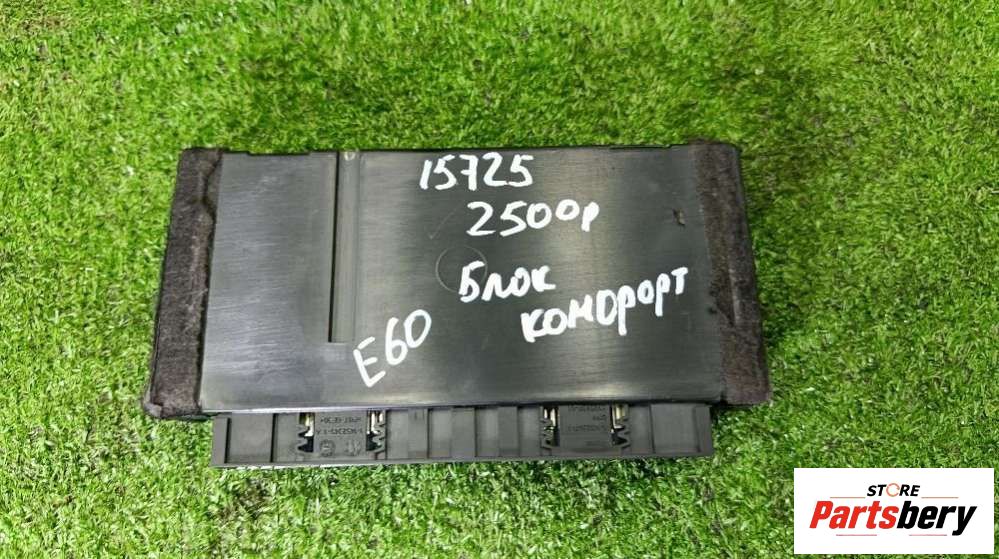 15725
2500р
Блок
комфорт
E60
STORE
Partsbery